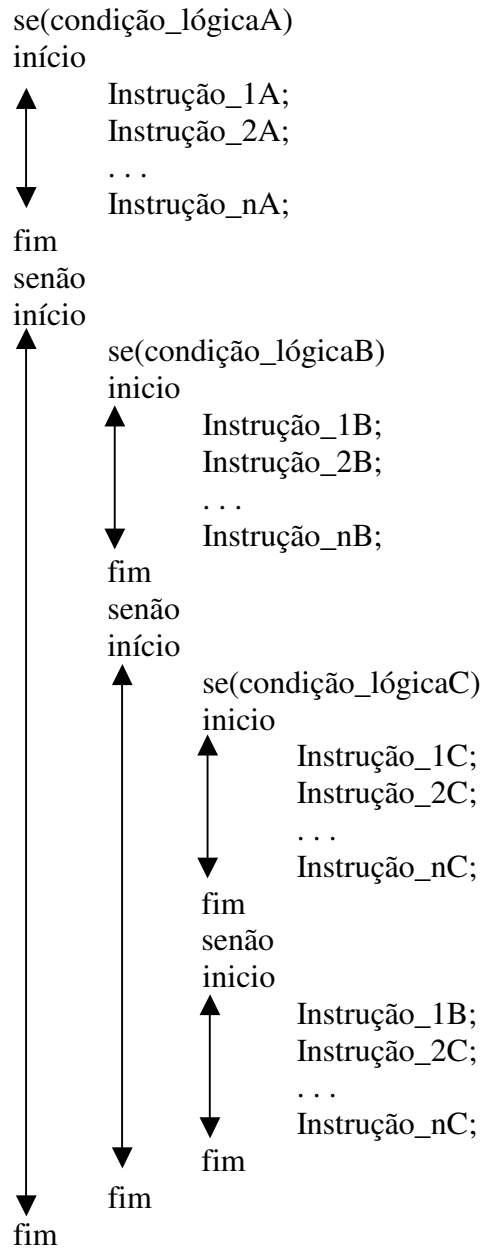 se(condição_lógicaA)
início
Instrução_1A;
Instrução_2A;
. . .
Instrução_nA;
fim
senão
início
se(condição_lógicaB)
inicio
Instrução_1B;
Instrução_2B;
. . .
Instrução_nB;
fim
senão
início
se(condição_lógicaC)
inicio
Instrução_1C;
Instrução_2C;
. . .
Instrução_nC;
fim
senão
inicio
Instrução_1B;
Instrução_2C;
. . .
Instrução_nC;
fim
fim
fim